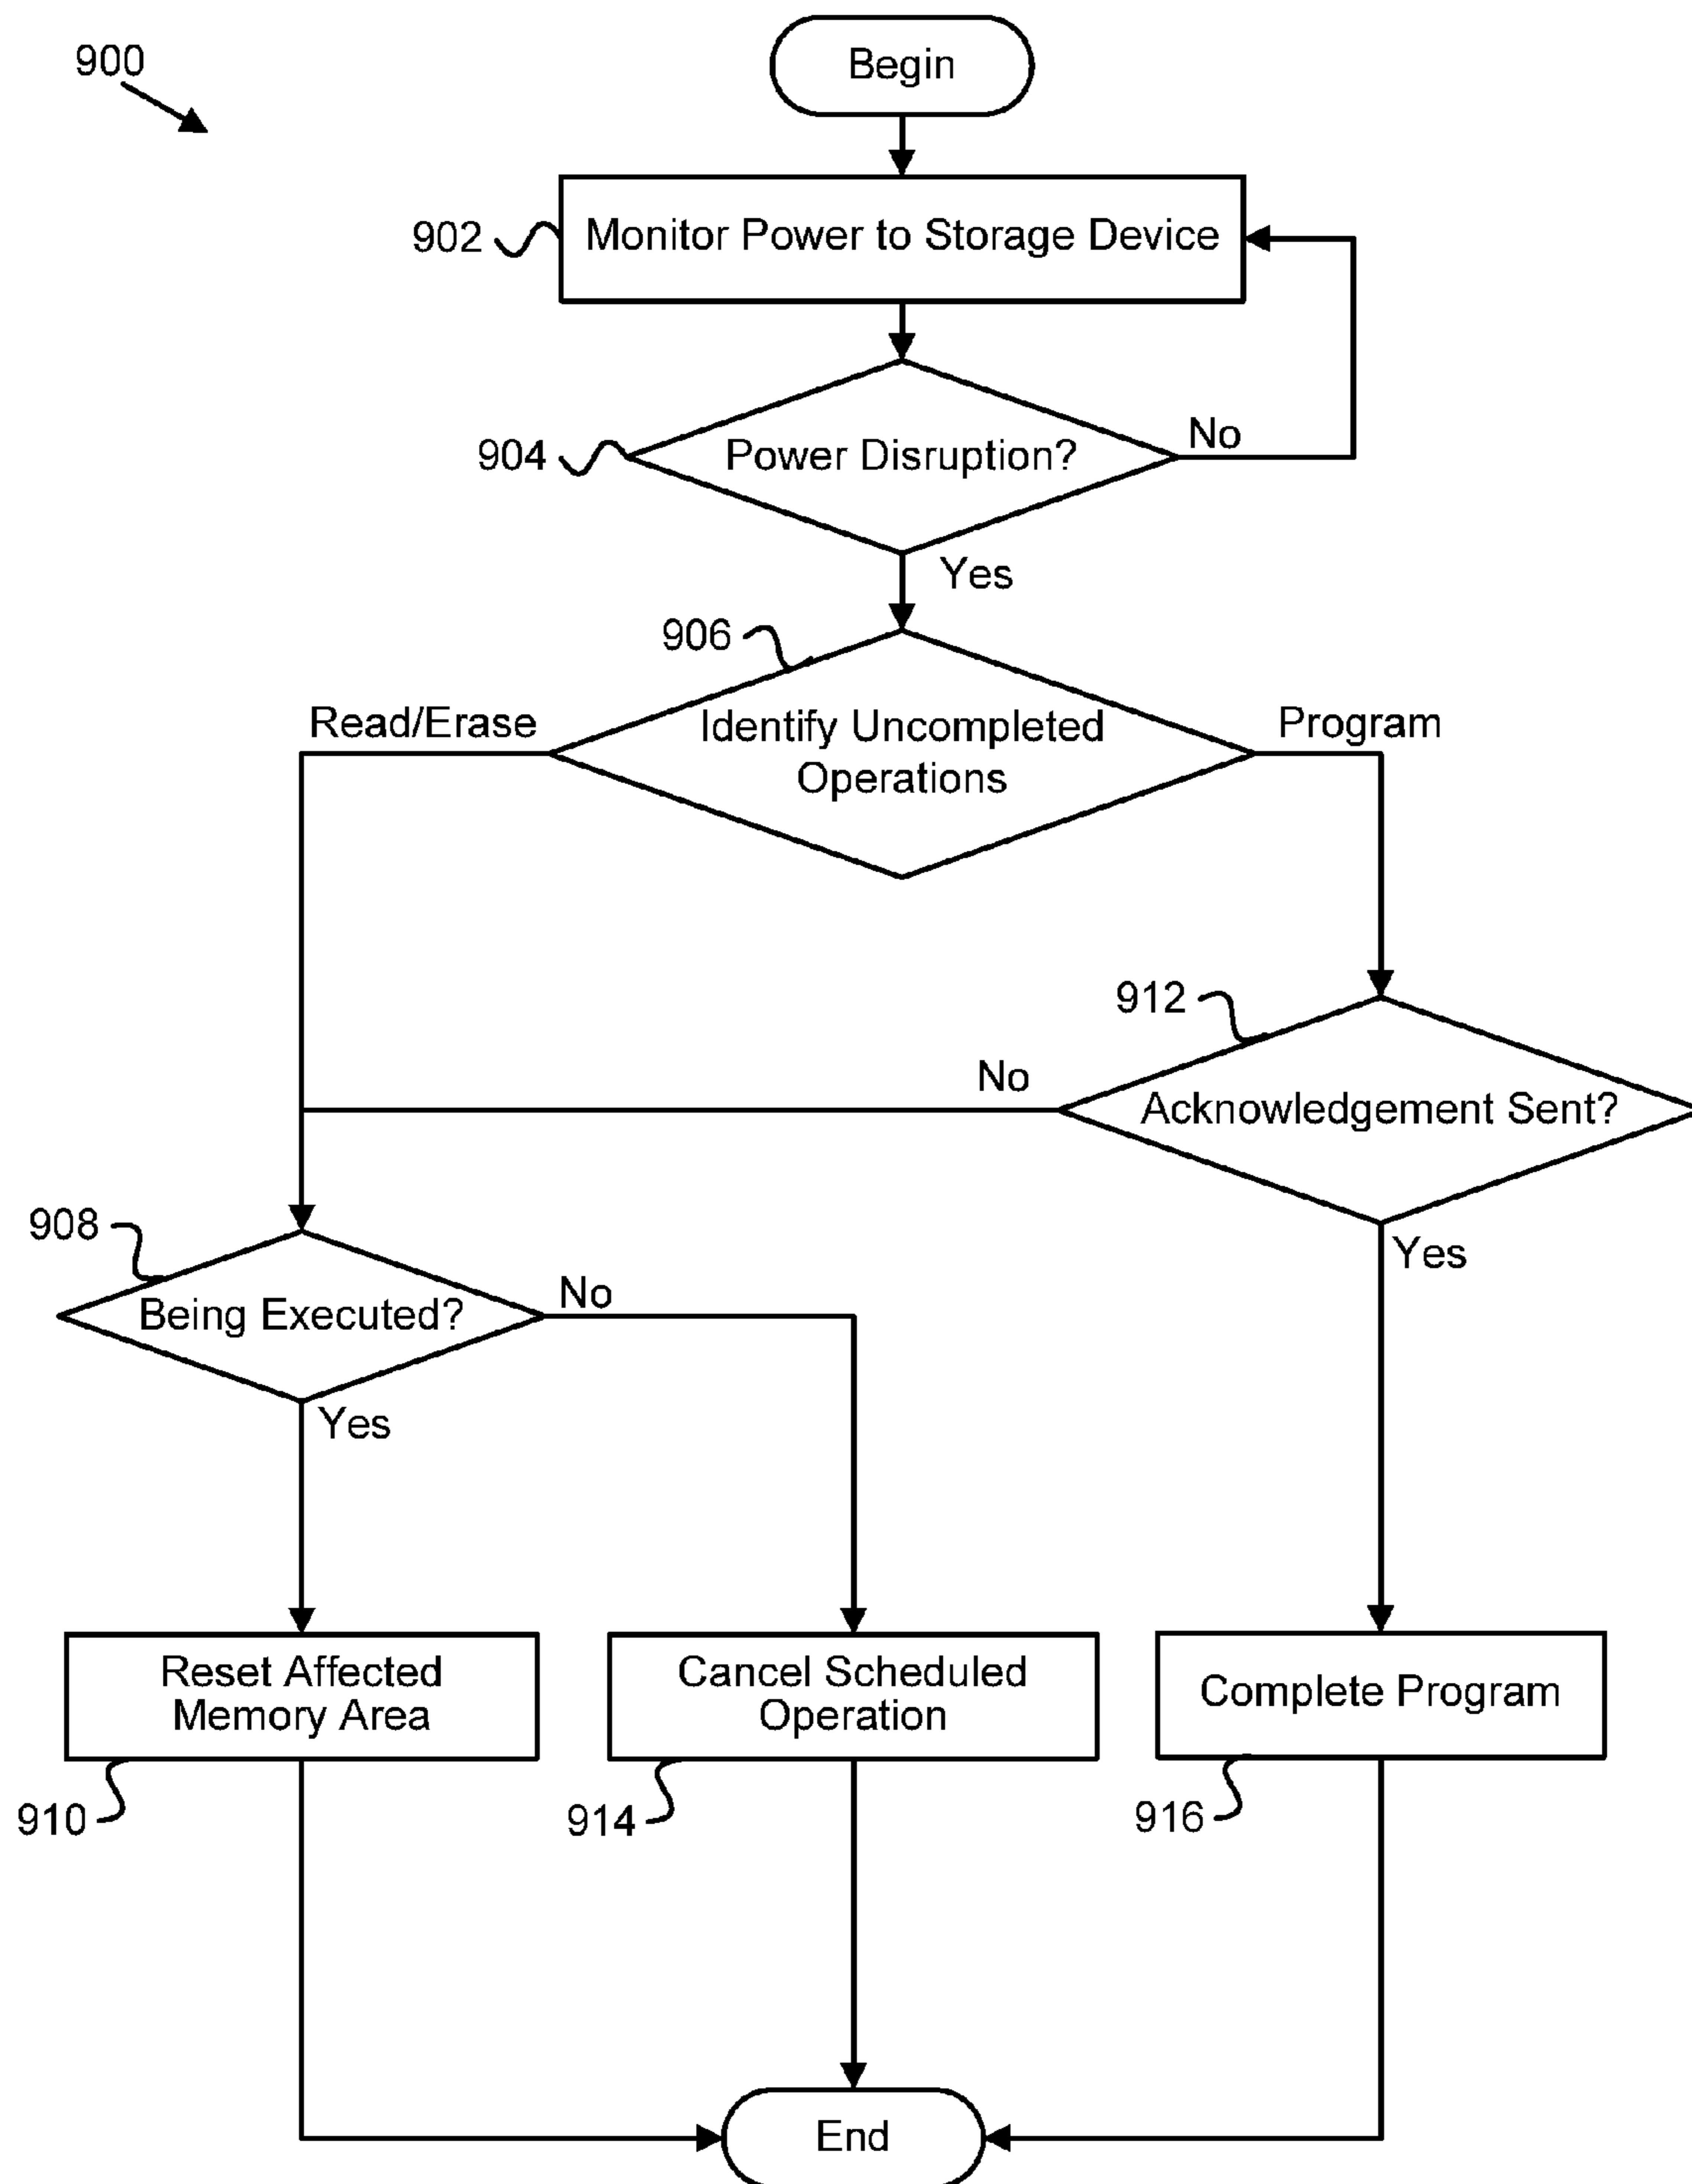 900
Begin
902
Monitor Power to Storage Device
904
Power Disruption?
No
Yes
906
Read/Erase
Identify Uncompleted
Operations
Program
912
No
Acknowledgement Sent?
908
Yes
Being Executed?
No
Yes
Reset Affected
Memory Area
Cancel Scheduled
Operation
Complete Program
910
914
916
End